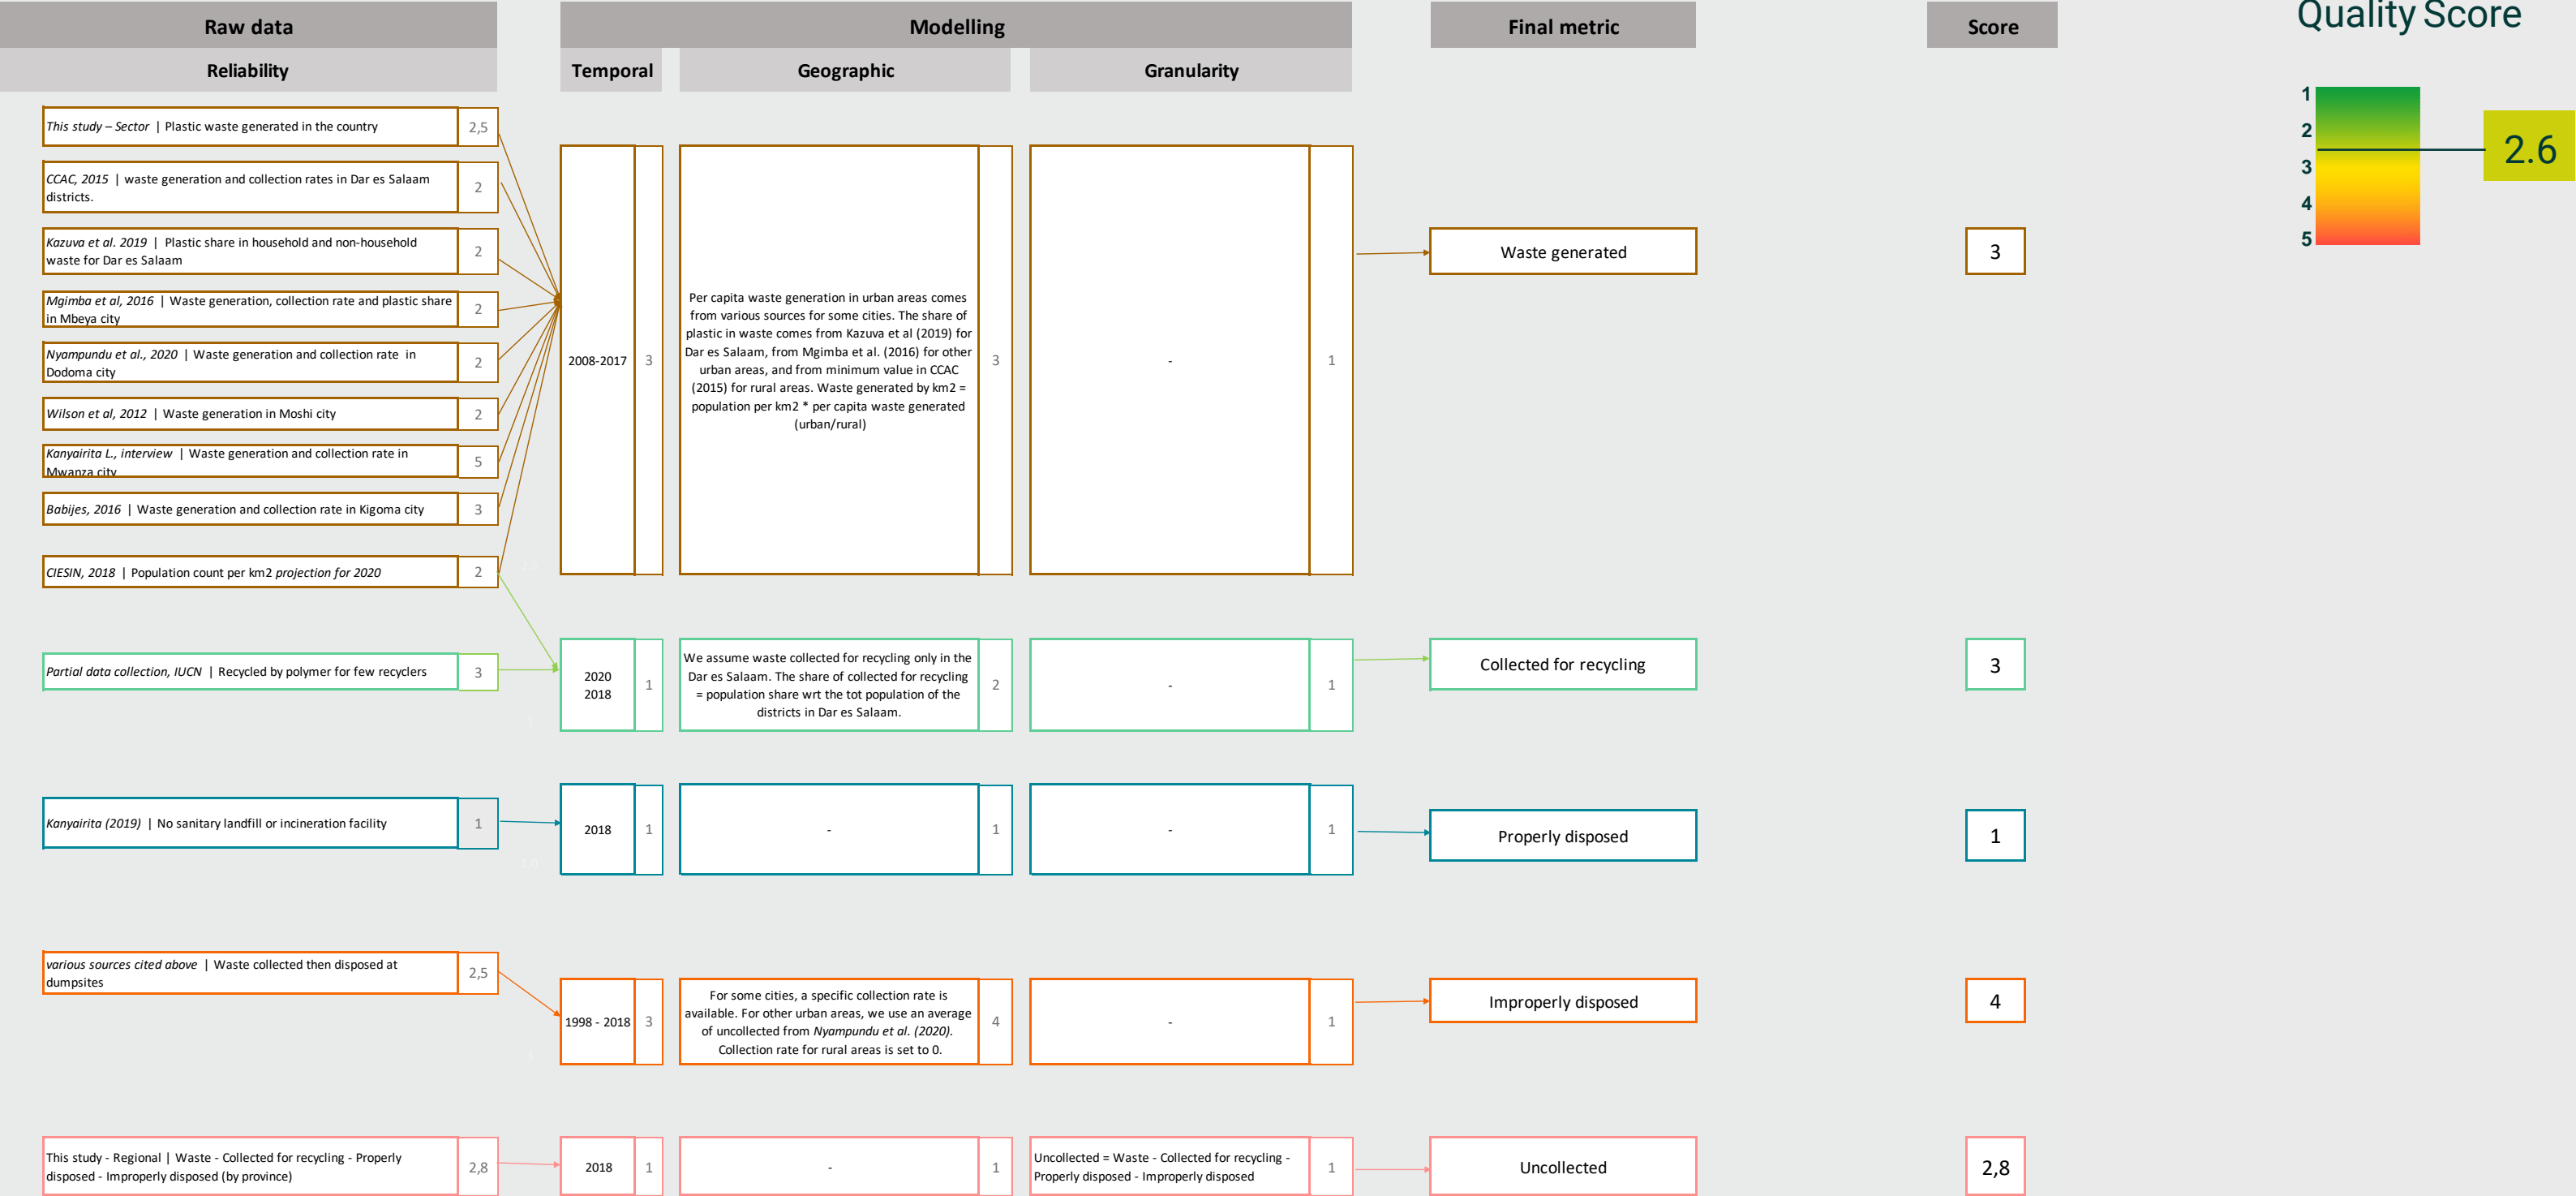 Raw data
Modelling
Final metric
Score
Quality Score
Reliability
Temporal
Geographic
Granularity
1
2
3
4
5
2.6
This study – Sector | Plastic waste generated in the country
2,5
CCAC, 2015 | waste generation and collection rates in Dar es Salaam
districts.
2
Kazuva et al. 2019 | Plastic share in household and non-household
waste for Dar es Salaam
2
Mgimba et al, 2016 | Waste generation, collection rate and plastic share
in Mbeya city
2
Nyampundu et al., 2020 | Waste generation and collection rate in
Dodoma city
2
Wilson et al, 2012 | Waste generation in Moshi city
2
Kanyairita L., interview | Waste generation and collection rate in
Mwanza city
5
Babijes, 2016 | Waste generation and collection rate in Kigoma city
3
CIESIN, 2018 | Population count per km2 projection for 2020
2
2008-2017
3
Per capita waste generation in urban areas comes
from various sources for some cities. The share of
plastic in waste comes from Kazuva et al (2019) for
Dar es Salaam, from Mgimba et al. (2016) for other
urban areas, and from minimum value in CCAC
(2015) for rural areas. Waste generated by km2 =
population per km2 * per capita waste generated
(urban/rural)
3
-
1
Waste generated
3
Partial data collection, IUCN | Recycled by polymer for few recyclers
3
2020
2018
1
We assume waste collected for recycling only in the
Dar es Salaam. The share of collected for recycling
= population share wrt the tot population of the
districts in Dar es Salaam.
2
-
1
Collected for recycling
3
Kanyairita (2019) | No sanitary landfill or incineration facility
1
2018
1
-
1
-
1
Properly disposed
1
various sources cited above | Waste collected then disposed at
dumpsites
2,5
1998 - 2018
3
For some cities, a specific collection rate is
available. For other urban areas, we use an average
of uncollected from Nyampundu et al. (2020).
Collection rate for rural areas is set to 0.
4
-
1
Improperly disposed
4
This study - Regional | Waste - Collected for recycling - Properly
disposed - Improperly disposed (by province)
2,8
2018
1
-
1
Uncollected = Waste - Collected for recycling -
Properly disposed - Improperly disposed
1
Uncollected
2,8